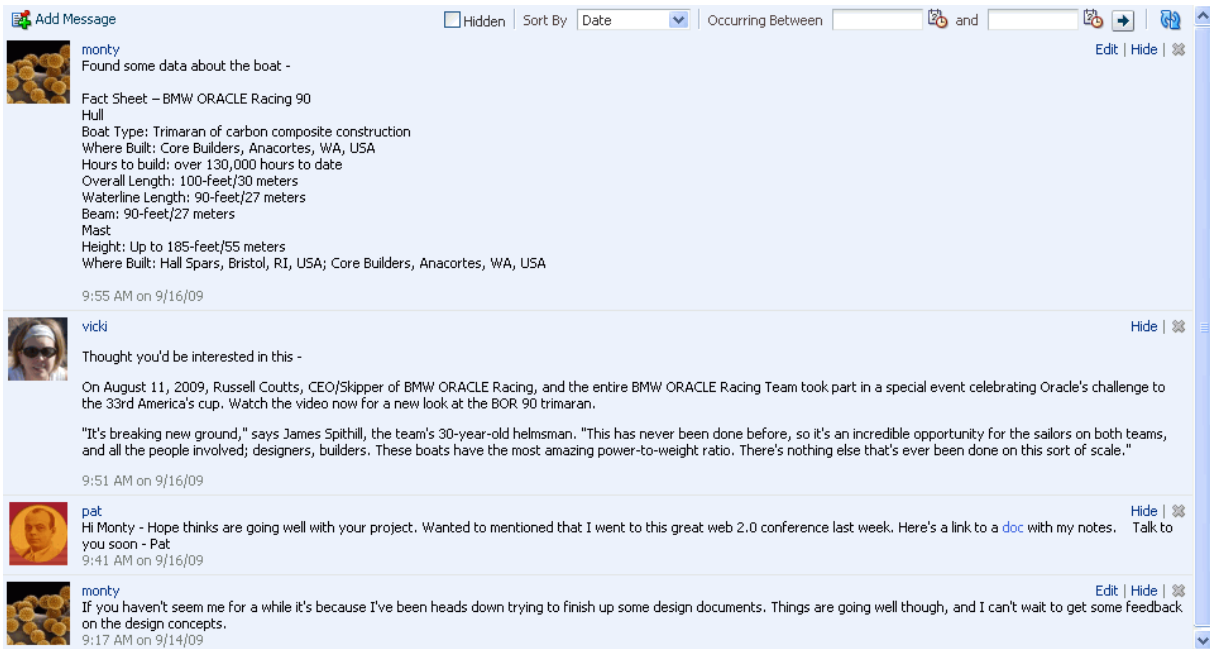 Add Message Hidden Sort By Date Occurring Between and
monty Edit | Hide |
Found some data about the boat -
Fact Sheet – BMW ORACLE Racing 90
Hull
Boat Type: Trimaran of carbon composite construction
Where Built: Core Builders, Anacortes, WA, USA
Hours to build: over 130,000 hours to date
Overall Length: 100-feet/30 meters
Waterline Length: 90-feet/27 meters
Beam: 90-feet/27 meters
Mast
Height: Up to 185-feet/55 meters
Where Built: Hall Spars, Bristol, RI, USA; Core Builders, Anacortes, WA, USA
9:55 AM on 9/16/09
vicki Hide |
Thought you'd be interested in this -
On August 11, 2009, Russell Coutts, CEO/Skipper of BMW ORACLE Racing, and the entire BMW ORACLE Racing Team took part in a special event celebrating Oracle's challenge to
the 33rd America's cup. Watch the video now for a new look at the BOR 90 trimaran.
"It's breaking new ground," says James Spithill, the team's 30-year-old helmsman. "This has never been done before, so it's an incredible opportunity for the sailors on both teams,
and all the people involved; designers, builders. These boats have the most amazing power-to-weight ratio. There's nothing else that's ever been done on this sort of scale."
9:51 AM on 9/16/09
pat Hide |
Hi Monty - Hope thinks are going well with your project. Wanted to mentioned that I went to this great web 2.0 conference last week. Here's a link to a doc with my notes. Talk to
you soon - Pat
9:41 AM on 9/16/09
monty Edit | Hide |
If you haven't seem me for a while it's because I've been heads down trying to finish up some design documents. Things are going well though, and I can't wait to get some feedback
on the design concepts.
9:17 AM on 9/14/09